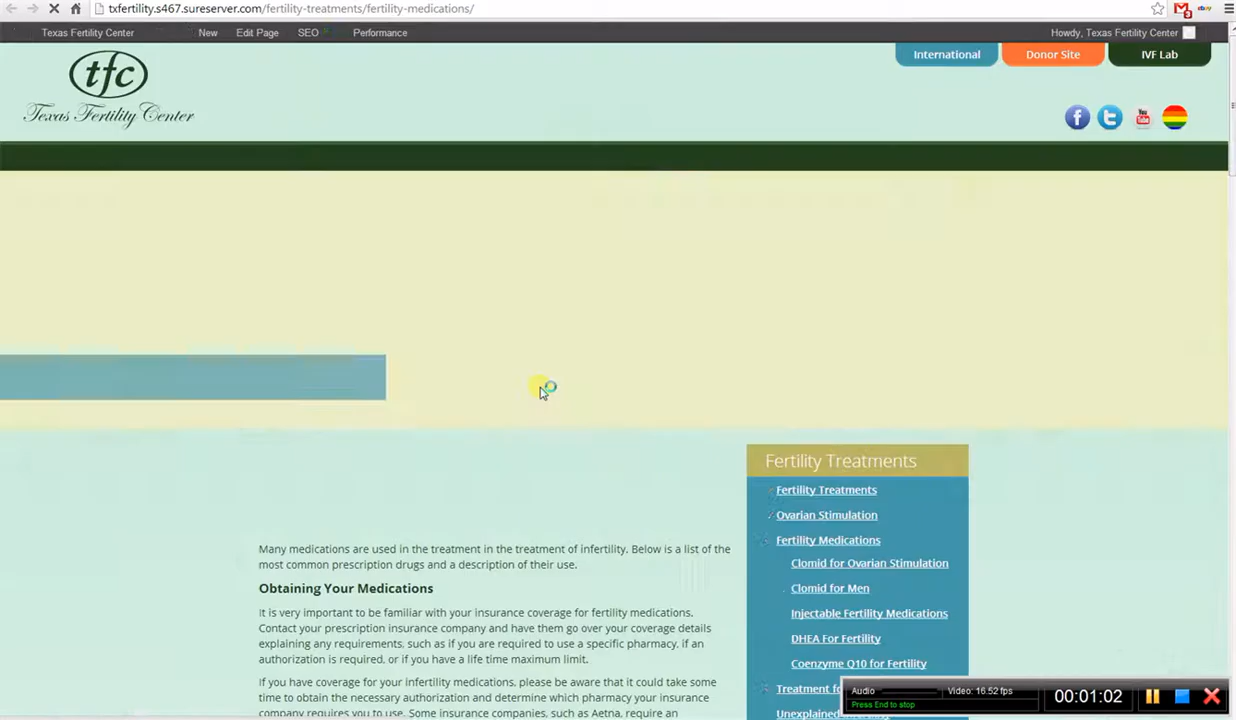 txfertility.s467.sureserver.com/fertility-treatments/fertility-medications/
Texas Fertility Center New Edit Page SEO Performance Howdy, Texas Fertility Center
International Donor Site IVF Lab
tfc
Texas Fertility Center
Fertility Treatments
Fertility Treatments
Ovarian Stimulation
Fertility Medications
Clomid for Ovarian Stimulation
Clomid for Men
Injectable Fertility Medications
DHEA For Fertility
Coenzyme Q10 for Fertility
Many medications are used in the treatment in the treatment of infertility. Below is a list of the
most common prescription drugs and a description of their use.
Obtaining Your Medications
It is very important to be familiar with your insurance coverage for fertility medications.
Contact your prescription insurance company and have them go over your coverage details
explaining any requirements, such as if you are required to use a specific pharmacy, if an
authorization is required, or if you have a life time maximum limit.
If you have coverage for your infertility medications, please be aware that it could take some
time to obtain the necessary authorization and determine which pharmacy your insurance
company requires you to use. Some insurance companies, such as Aetna, require an
Treatment
Audio Video: 16.52 fps
Press End to stop
00:01:02